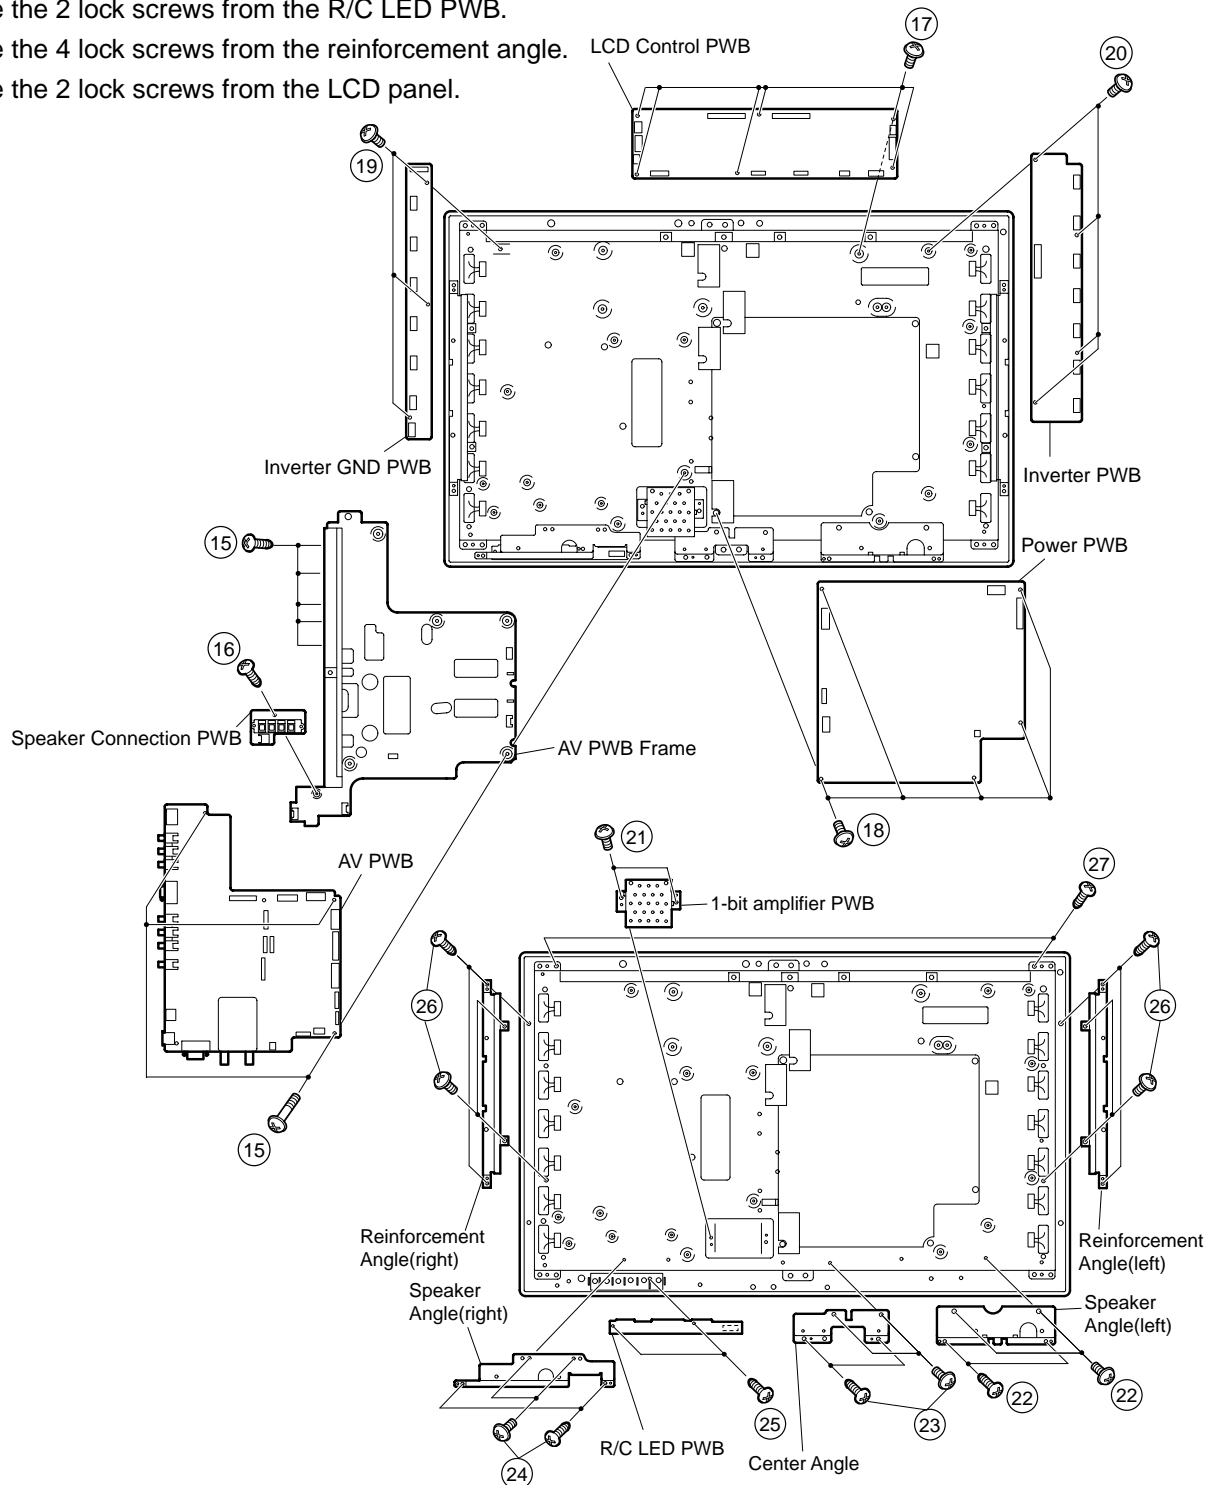 e the 2 lock screws from the R/C LED PWB.
e the 4 lock screws from the reinforcement angle.
e the 2 lock screws from the LCD panel.
LCD Control PWB
17
20
19
Inverter GND PWB
Inverter PWB
15
Power PWB
16
Speaker Connection PWB
AV PWB Frame
18
21
AV PWB
27
1-bit amplifier PWB
26
26
15
Reinforcement
Angle(right)
Reinforcement
Angle(left)
Speaker
Angle(right)
Speaker
Angle(left)
22
22
25
23
R/C LED PWB
Center Angle
24